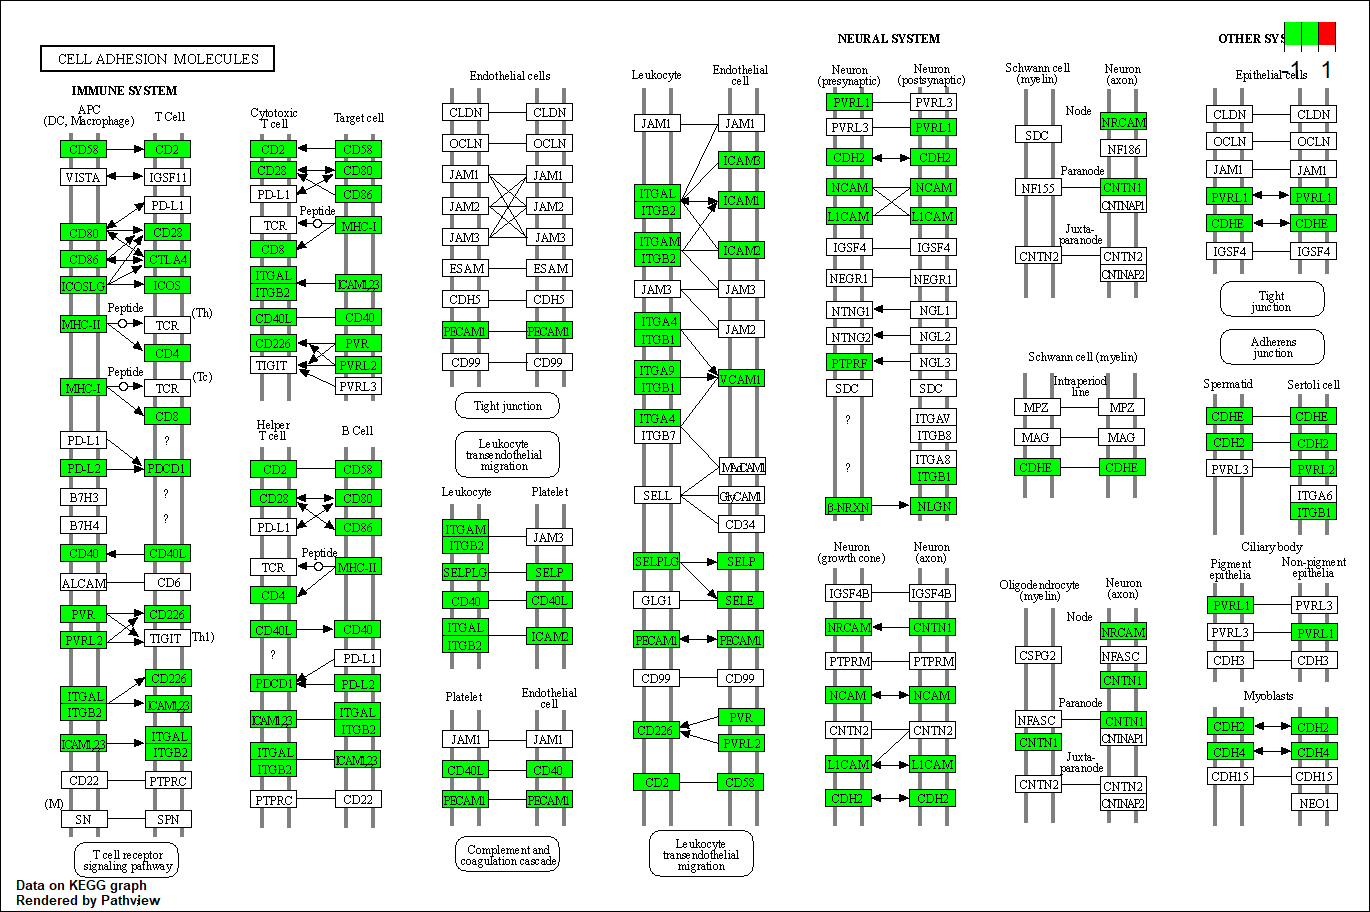 CELL ADHESION MOLECULES
IMMUNE SYSTEM
APC
(DC, Macrophage)
T Cell
CD58
CD2
VISTA
IGSF11
PD-L1
CD80
CD28
CD86
CTLA4
ICOSLG
ICOS
Peptide
(Th)
MHC-II
TCR
CD4
Peptide
(Tc)
MHC-I
TCR
CD8
PD-L1
?
PD-L2
PDCD1
B7H3
?
B7H4
?
CD40
CD40L
ALCAM
CD6
PVR
CD226
PVRL2
TIGIT
Th1)
CD226
ITGAL
ITGB2
ICAM1,2,3
ICAM1,2,3
ITGAL
ITGB2
CD22
PTPRC
(M)
SN
SPN
T cell receptor
signaling pathway
Data on KEGG graph
Rendered by Pathview
Cytotoxic
T cell
Target cell
CD2
CD58
CD28
CD80
PD-L1
CD86
Peptide
TCR
MHC-I
CD8
ITGAL
ITGB2
ICAM1,2,3
CD40L
CD40
CD226
PVR
TIGIT
PVRL2
PVRL3
Helper
T cell
B Cell
CD2
CD58
CD28
CD80
PD-L1
CD86
Peptide
TCR
MHC-II
CD4
CD40L
CD40
?
PD-L1
PDCD1
PD-L2
ICAM1,2,3
ITGAL
ITGB2
ITGAL
ITGB2
ICAM1,2,3
PTPRC
CD22
Endothelial cells
CLDN
CLDN
OCLN
OCLN
JAM1
JAM1
JAM2
JAM2
JAM3
JAM3
ESAM
ESAM
CDH5
CDH5
PECAM1
PECAM1
CD99
CD99
Tight junction
Leukocyte
transendothelial
migration
Leukocyte
Platelet
ITGAM
ITGB2
JAM3
SELPLG
SELP
CD40
CD40L
ITGAL
ITGB2
ICAM2
Platelet
Endothelial
cell
JAM1
JAM1
CD40L
CD40
PECAM1
PECAM1
Complement and
coagulation cascade
Leukocyte
Endothelial
cell
JAM1
JAM1
ICAM3
ITGAL
ITGB2
ICAM1
ITGAM
ITGB2
ICAM2
JAM3
JAM3
ITGA4
ITGB1
JAM2
ITGA9
ITGB1
VCAM1
ITGA4
ITGB7
MAdCAM1
SELL
GlyCAM1
CD34
SELPLG
SELP
GLG1
SELE
PECAM1
PECAM1
CD99
CD99
CD226
PVR
PVRL2
CD2
CD58
Leukocyte
transendothelial
migration
NEURAL SYSTEM
Neuron
(presynaptic)
Neuron
(postsynaptic)
PVRL1
PVRL3
PVRL3
PVRL1
CDH2
CDH2
NCAM
NCAM
L1CAM
L1CAM
IGSF4
IGSF4
NEGR1
NEGR1
NTNG1
NGL1
NTNG2
NGL2
PTPRF
NGL3
SDC
SDC
?
ITGAV
ITGB8
?
ITGA8
ITGB1
β-NRXN
NLGN
Neuron
(growth cone)
Neuron
(axon)
IGSF4B
IGSF4B
NRCAM
CNTN1
PTPRM
PTPRM
NCAM
NCAM
CNTN2
CNTN2
L1CAM
L1CAM
CDH2
CDH2
Schwann cell
(myelin)
Neuron
(axon)
Node
NRCAM
SDC
NF186
Paranode
NF155
CNTN1
CNTNAP1
Juxta-
paranode
CNTN2
CNTN2
CNTNAP2
Schwann cell (myelin)
Intraperiod
line
MPZ
MPZ
MAG
MAG
CDHE
CDHE
Oligodendrocyte
(myelin)
Neuron
(axon)
Node
NRCAM
CSPG2
NFASC
CNTN1
Paranode
NFASC
CNTN1
CNTN1
CNTNAP1
Juxta-
paranode
CNTN2
CNTN2
CNTNAP2
OTHER SYS
-1
1
Epithelial cells
CLDN
CLDN
OCLN
OCLN
JAM1
JAM1
PVRL1
PVRL1
CDHE
CDHE
IGSF4
IGSF4
Tight
junction
Adherens
junction
Spermatid
Sertoli cell
CDHE
CDHE
CDH2
CDH2
PVRL3
PVRL2
ITGA6
ITGB1
Ciliary body
Pigment
epithelia
Non-pigment
epithelia
PVRL1
PVRL3
PVRL3
PVRL1
CDH3
CDH3
Myoblasts
CDH2
CDH2
CDH4
CDH4
CDH15
CDH15
NEO1